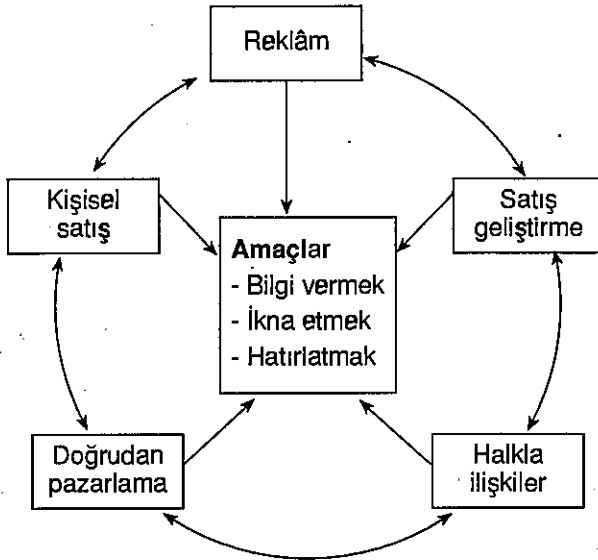 Reklâm
Kişisel
satış
Satış
geliştirme
Amaçlar
- Bilgi vermek
- İkna etmek
- Hatırlatmak
Doğrudan
pazarlama
Halkla
ilişkiler